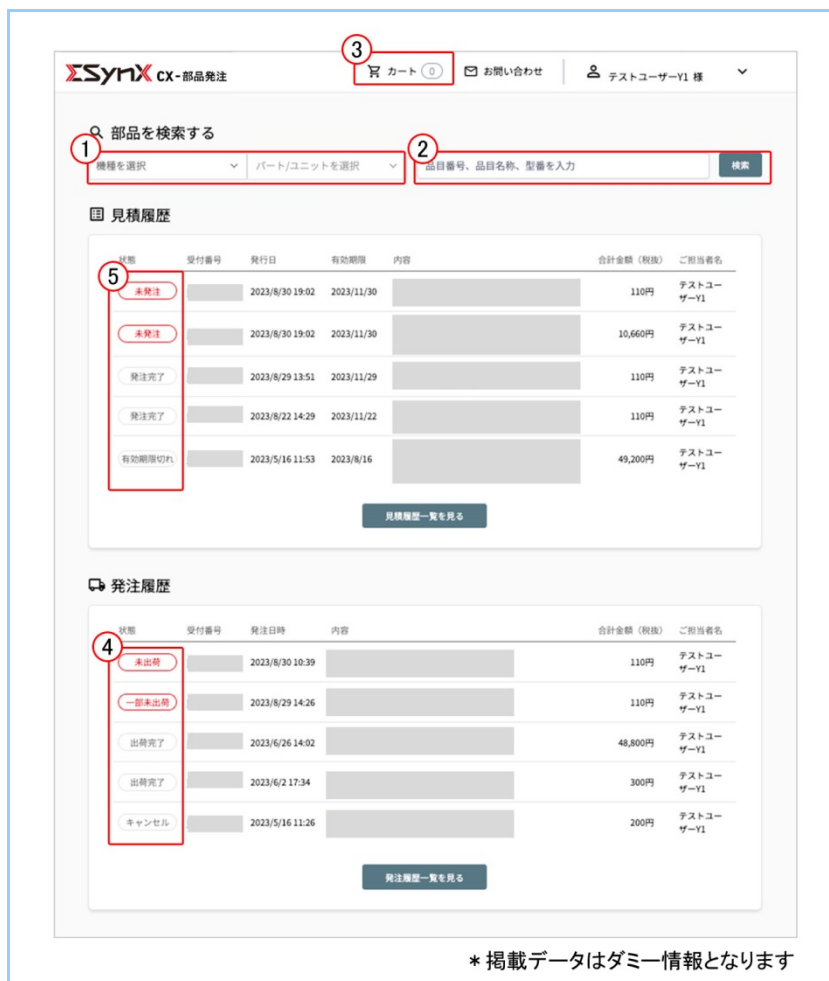 ③
ΣSynX CX-部品発注 カート 0 お問い合わせ テストユーザーY1 様
部品を検索する
① ②
機種を選択 パート/ユニットを選択 品目番号、品目名称、型番を入力 検索
見積履歴
状態 受付番号 発行日 有効期限 内容 合計金額（税抜） ご担当者名
⑤
未発注 2023/8/30 19:02 2023/11/30 110円 テストユー
ザーY1
未発注 2023/8/30 19:02 2023/11/30 10,660円 テストユー
ザーY1
発注完了 2023/8/29 13:51 2023/11/29 110円 テストユー
ザーY1
発注完了 2023/8/22 14:29 2023/11/22 110円 テストユー
ザーY1
有効期限切れ 2023/5/16 11:53 2023/8/16 49,200円 テストユー
ザーY1
見積履歴一覧を見る
発注履歴
状態 受付番号 発注日時 内容 合計金額（税抜） ご担当者名
④
未出荷 2023/8/30 10:39 110円 テストユー
ザーY1
一部未出荷 2023/8/29 14:26 110円 テストユー
ザーY1
出荷完了 2023/6/26 14:02 48,800円 テストユー
ザーY1
出荷完了 2023/6/2 17:34 300円 テストユー
ザーY1
キャンセル 2023/5/16 11:26 200円 テストユー
ザーY1
発注履歴一覧を見る
＊掲載データはダミー情報となります